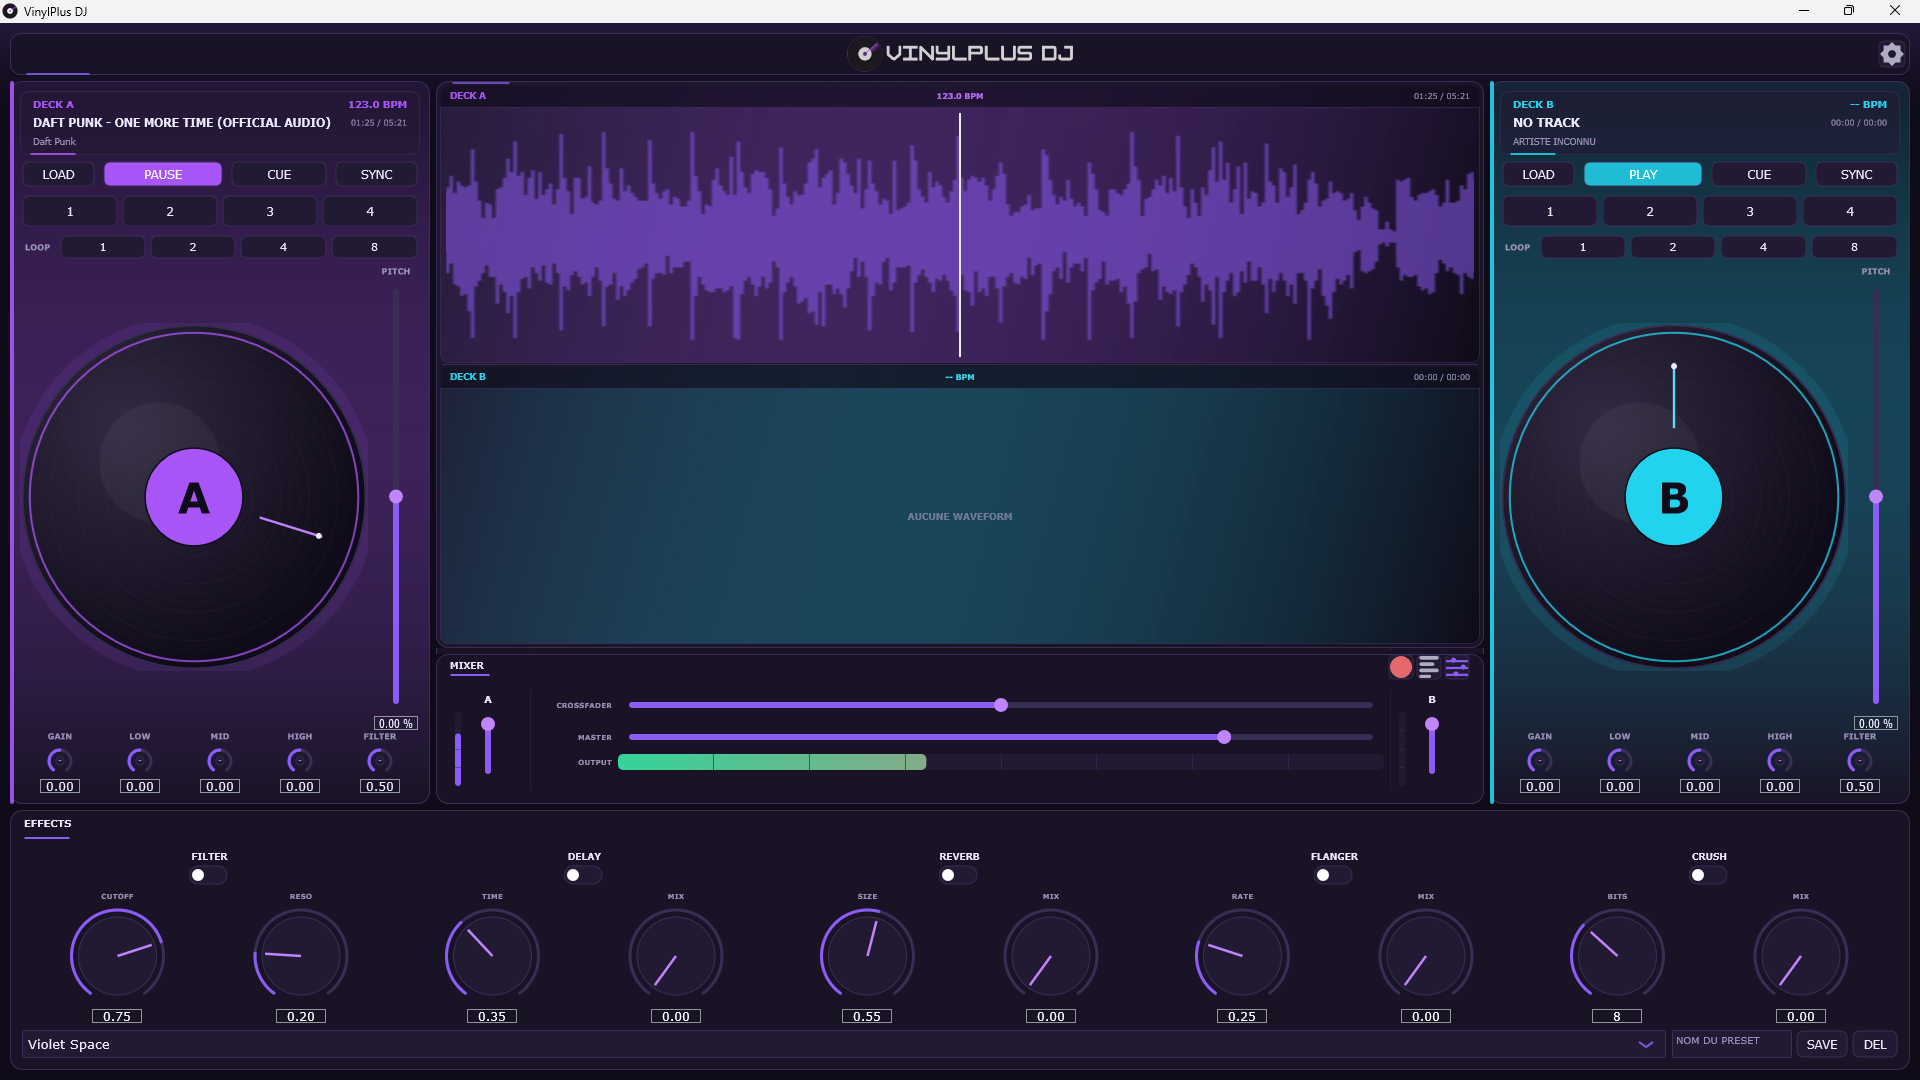 VinylPlus DJ
VINYLPLUS DJ
DECK A
123.0 BPM
DAFT PUNK - ONE MORE TIME (OFFICIAL AUDIO)
01:25 / 05:21
Daft Punk
LOAD
PAUSE
CUE
SYNC
1
2
3
4
LOOP
1
2
4
8
PITCH
A
0.00 %
GAIN
LOW
MID
HIGH
FILTER
0.00
0.00
0.00
0.00
0.50
DECK A
123.0 BPM
01:25 / 05:21
DECK B
-- BPM
00:00 / 00:00
AUCUNE WAVEFORM
MIXER
A
CROSSFADER
MASTER
OUTPUT
B
DECK B
-- BPM
NO TRACK
00:00 / 00:00
ARTISTE INCONNU
LOAD
PLAY
CUE
SYNC
1
2
3
4
LOOP
1
2
4
8
PITCH
B
0.00 %
GAIN
LOW
MID
HIGH
FILTER
0.00
0.00
0.00
0.00
0.50
EFFECTS
FILTER
DELAY
REVERB
FLANGER
CRUSH
CUTOFF
RESO
TIME
MIX
SIZE
MIX
RATE
MIX
BITS
MIX
0.75
0.20
0.35
0.00
0.55
0.00
0.25
0.00
8
0.00
Violet Space
NOM DU PRESET
SAVE
DEL